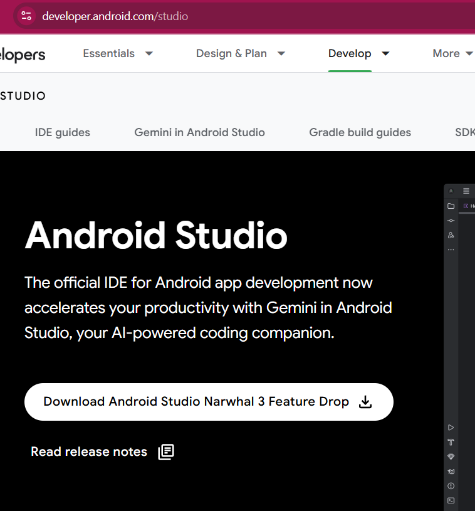 developer.android.com/studio
elopers Essentials Design & Plan Develop More
STUDIO
IDE guides Gemini in Android Studio Gradle build guides SDK
Android Studio
The official IDE for Android app development now
accelerates your productivity with Gemini in Android
Studio, your AI-powered coding companion.
Download Android Studio Narwhal 3 Feature Drop
Read release notes